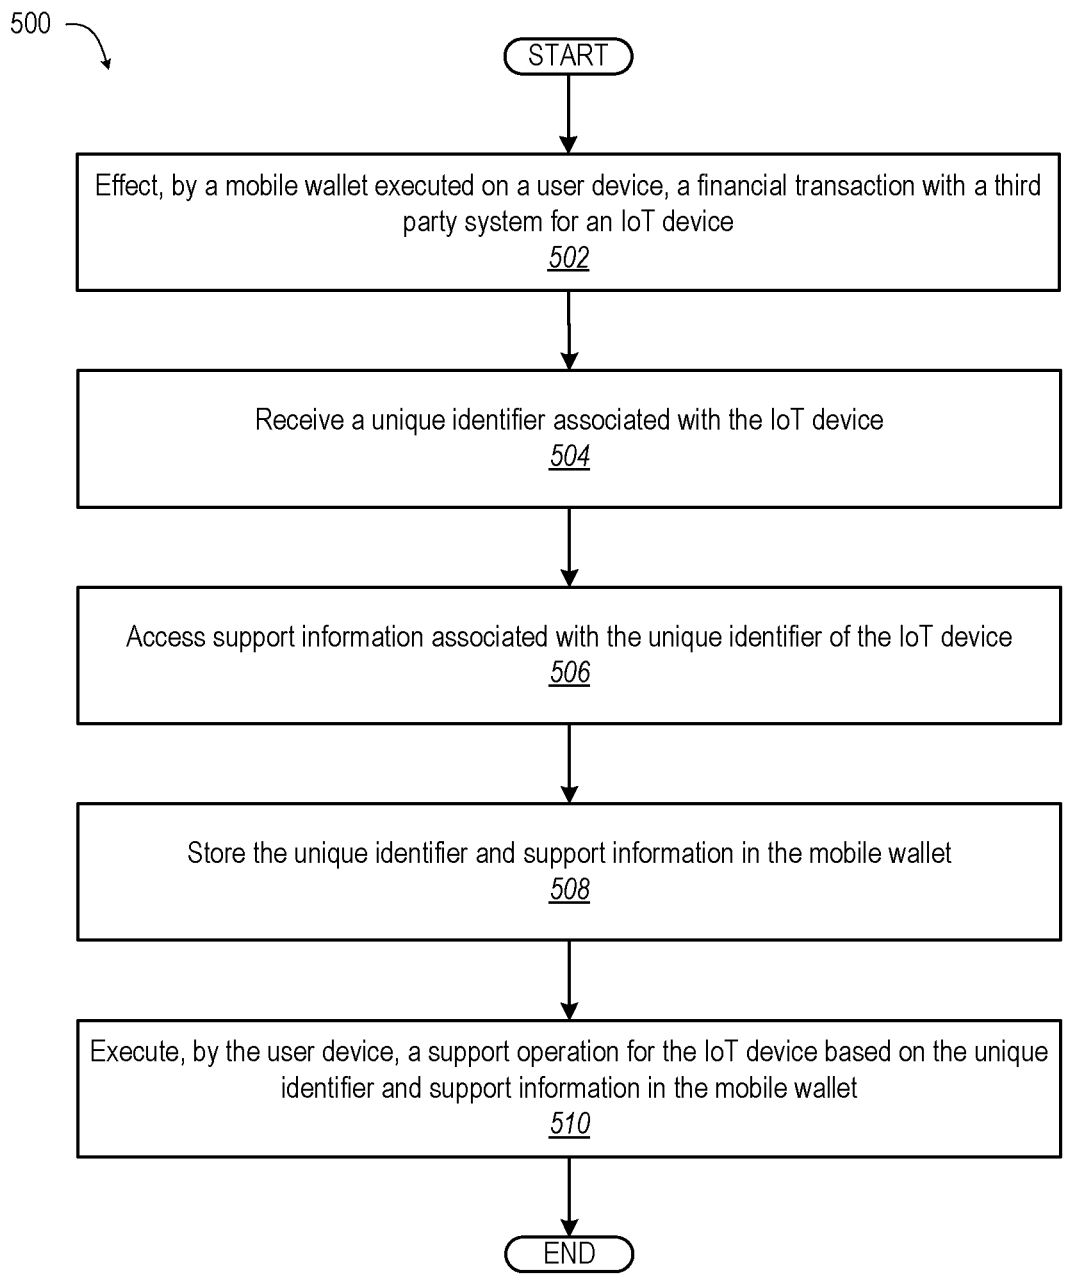 500
START
Effect, by a mobile wallet executed on a user device, a financial transaction with a third
party system for an IoT device
502
Receive a unique identifier associated with the IoT device
504
Access support information associated with the unique identifier of the IoT device
506
Store the unique identifier and support information in the mobile wallet
508
Execute, by the user device, a support operation for the IoT device based on the unique
identifier and support information in the mobile wallet
510
END